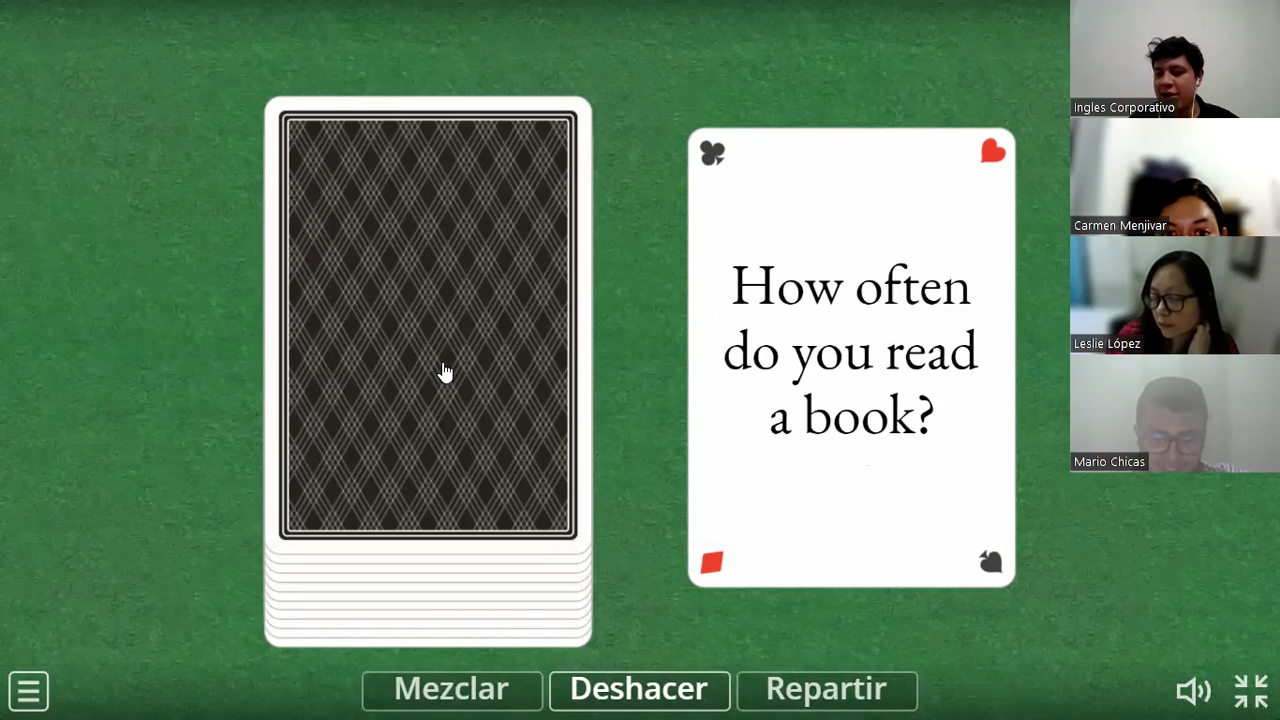 How often
do you read
a book?
Ingles Corporativo
Carmen Menjivar
Leslie López
Mario Chicas
Mezclar
Deshacer
Repartir